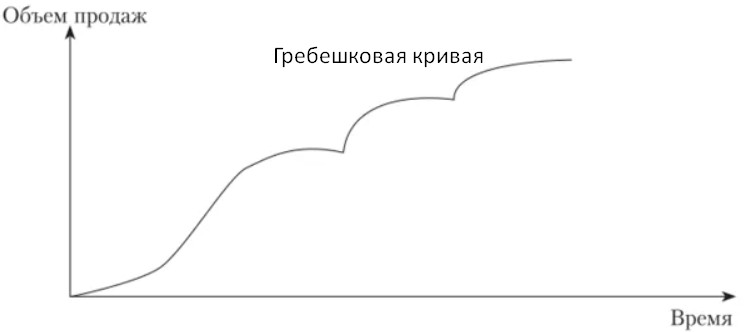 Объем продаж
Гребешковая кривая
Время